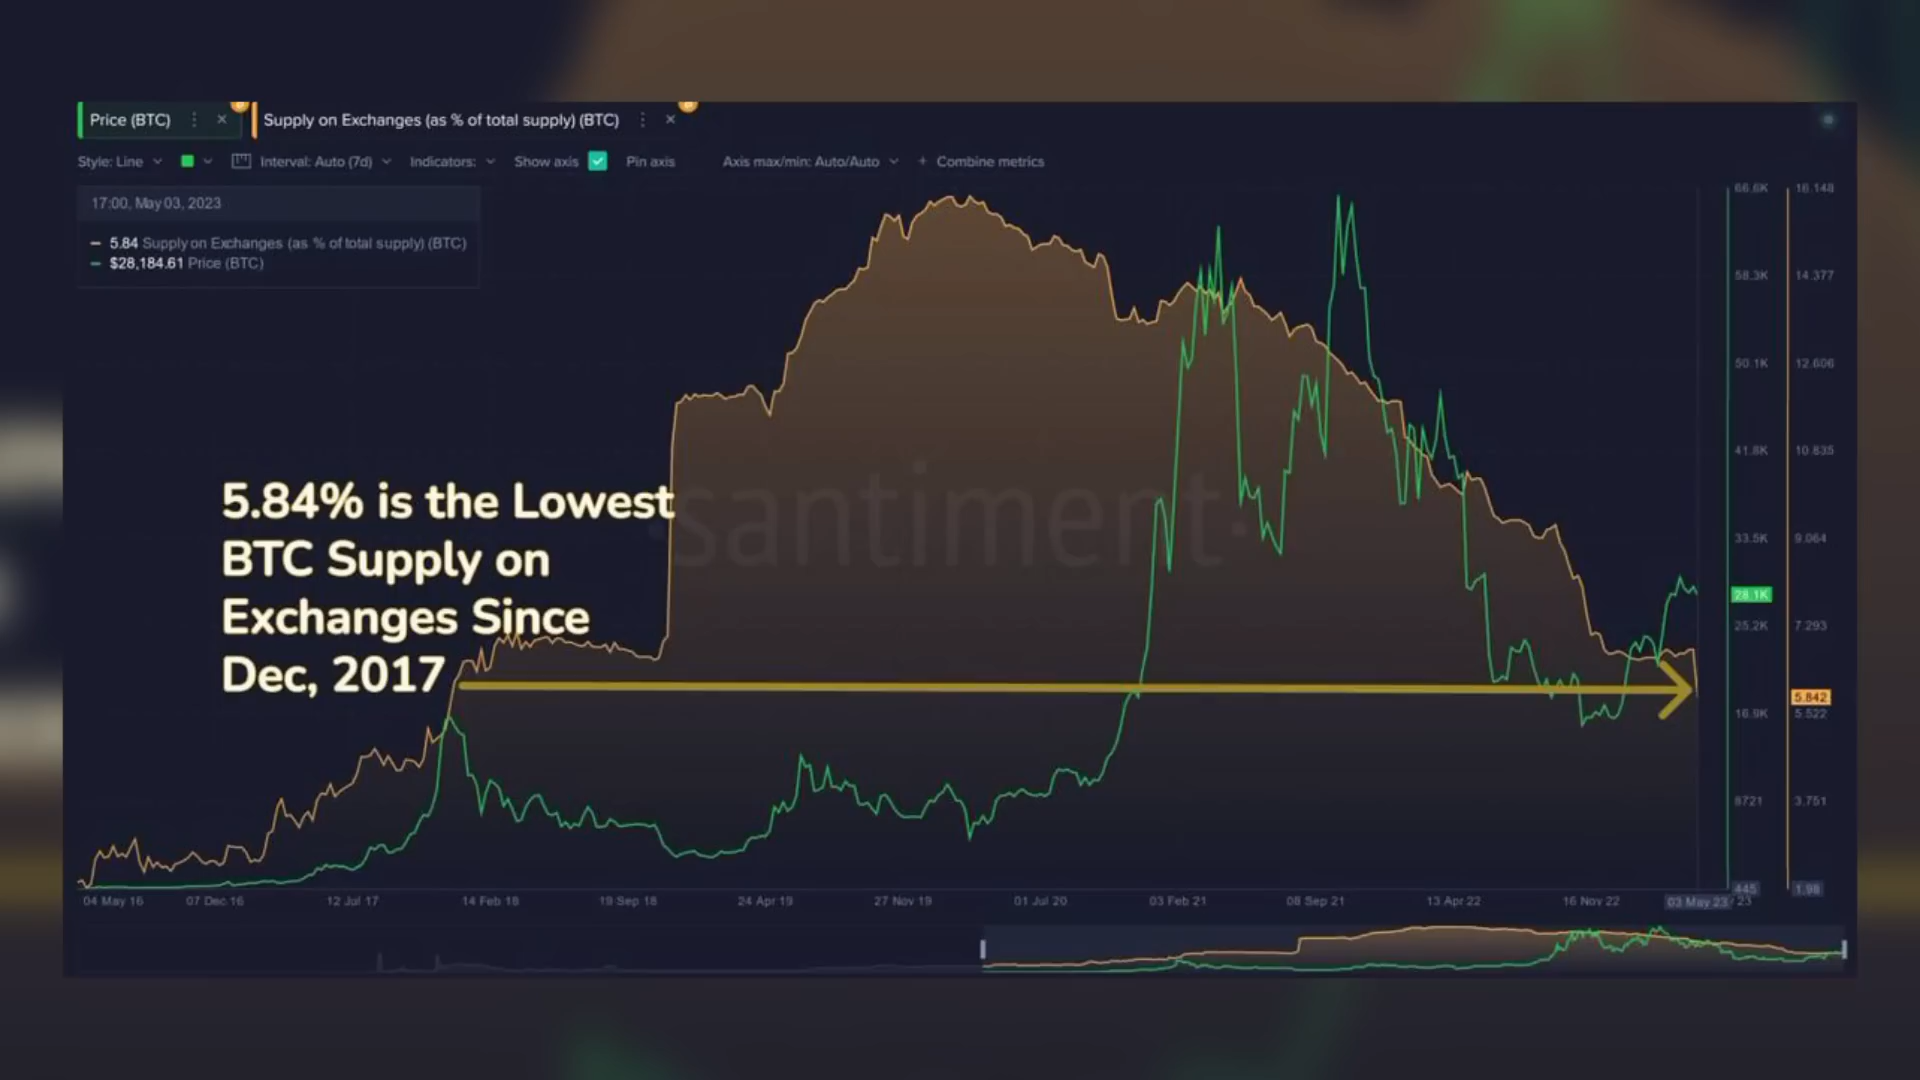 Price (BTC)
Supply on Exchanges (as % of total supply) (BTC)
Style: Line
Interval: Auto (7d)
Indicators:
Show axis
Pin axis
Axis max/min: Auto/Auto
+ Combine metrics
17:00, May 03, 2023
5.84 Supply on Exchanges (as % of total supply) (BTC)
$28,184.61 Price (BTC)
5.84% is the Lowest
BTC Supply on
Exchanges Since
Dec, 2017
santiment
66.6K 16.148
58.3K 14.377
50.1K 12.606
41.8K 10.835
33.5K 9.064
28.1K
25.2K 7.293
5.842
16.9K 5.522
8721 3.751
445 1.98
04 May 16 07 Dec 16 12 Jul 17 14 Feb 18 19 Sep 18 24 Apr 19 27 Nov 19 01 Jul 20 03 Feb 21 08 Sep 21 13 Apr 22 16 Nov 22 03 May 23 23